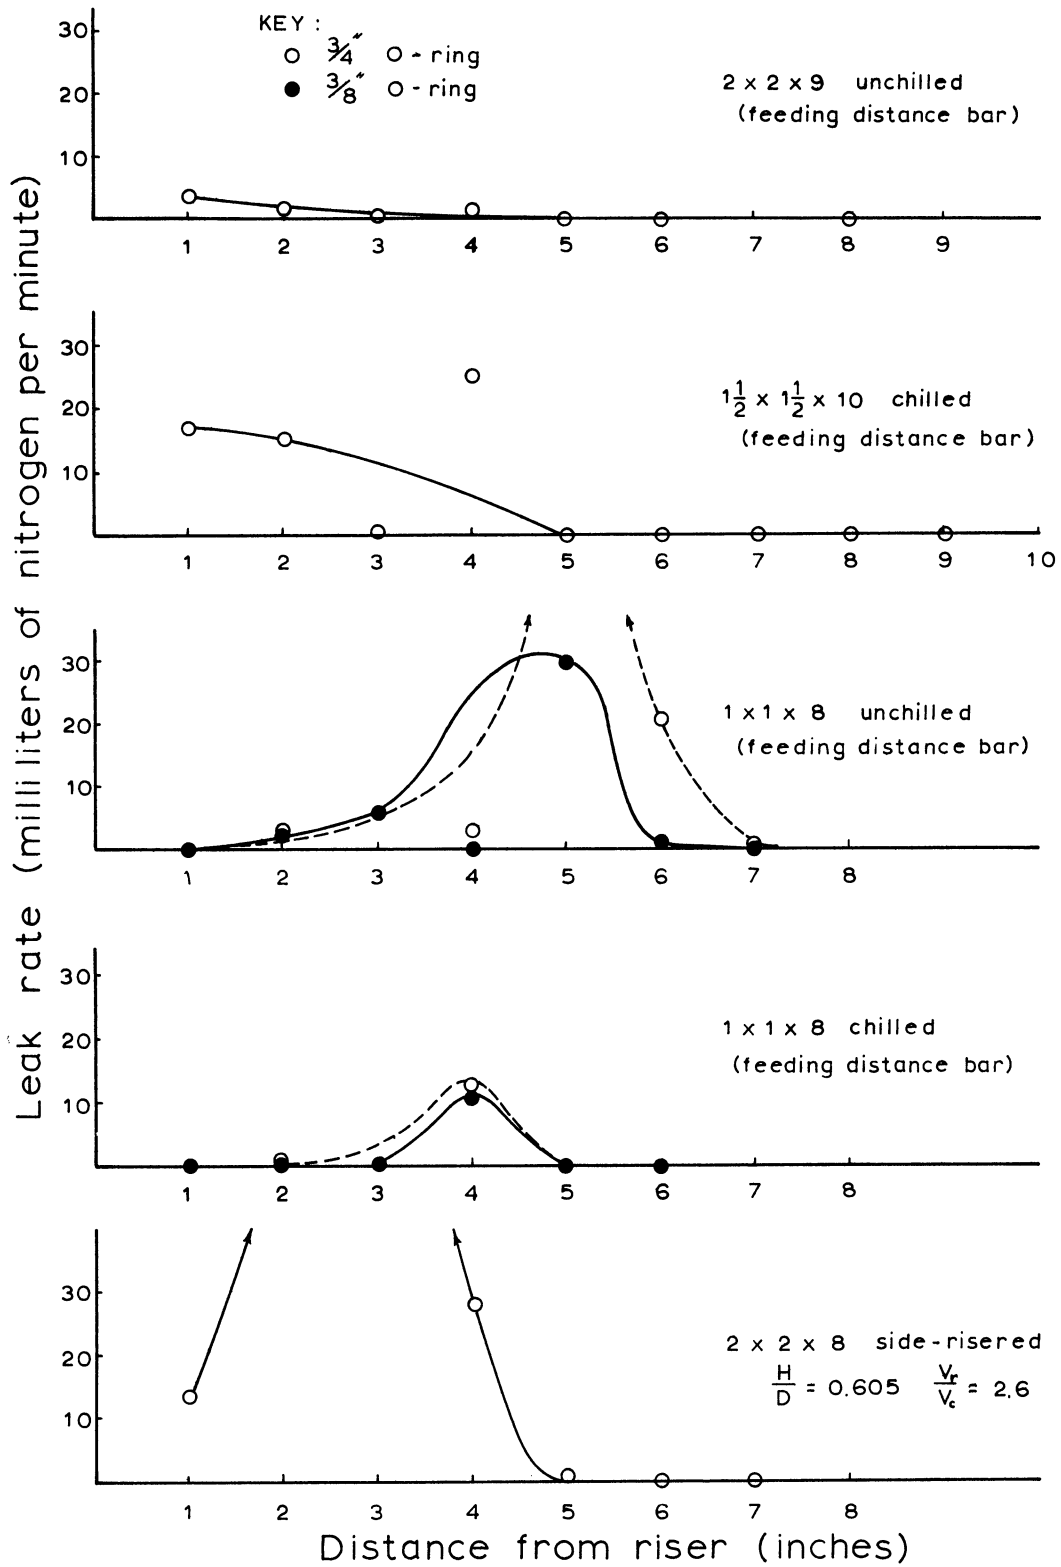 KEY :
3/4″ O - ring
3/8″ O - ring
30
20
10
2 x 2 x 9 unchilled
(feeding distance bar)
1 2 3 4 5 6 7 8 9
30
20
10
1 1/2 x 1 1/2 x 10 chilled
(feeding distance bar)
1 2 3 4 5 6 7 8 9 10
30
20
10
1 x 1 x 8 unchilled
(feeding distance bar)
1 2 3 4 5 6 7 8
30
20
10
1 x 1 x 8 chilled
(feeding distance bar)
1 2 3 4 5 6 7 8
30
20
10
2 x 2 x 8 side-risered
H/D = 0.605 Vr/Vc = 2.6
1 2 3 4 5 6 7 8
Distance from riser (inches)
Leak rate (milliliters of nitrogen per minute)